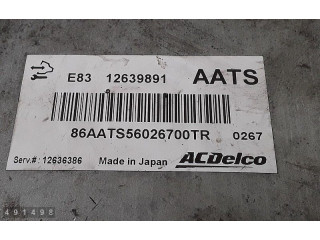 E83 12639891 AATS
86AATS56026700TR 0267
Serv.#: 12636386 Made in Japan ACDelco
491498